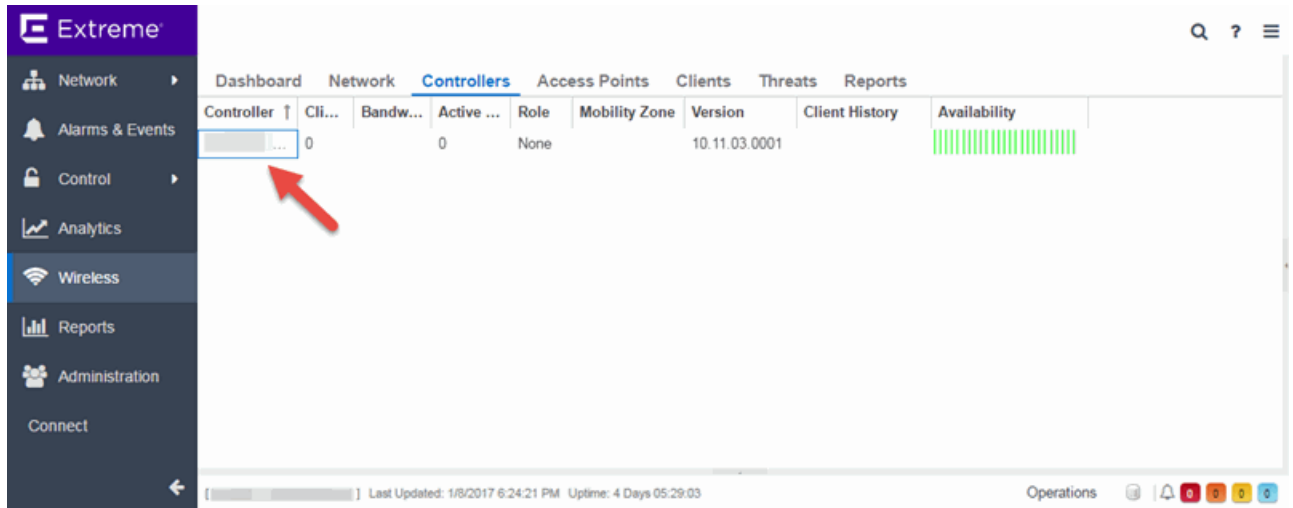 Extreme
?
Network
Alarms & Events
Control
Analytics
Wireless
Reports
Administration
Connect
Dashboard Network Controllers Access Points Clients Threats Reports
Controller ↑ Cli... Bandw... Active ... Role Mobility Zone Version Client History Availability
... 0 0 None 10.11.03.0001
[ ] Last Updated: 1/8/2017 6:24:21 PM Uptime: 4 Days 05:29:03
Operations 0 0 0 0